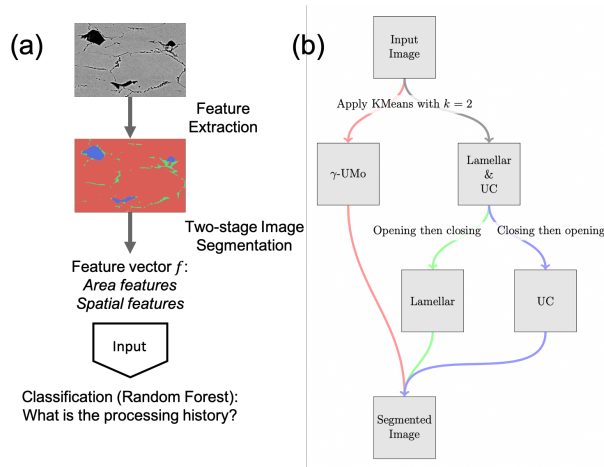 (a)
Feature
Extraction
Two-stage Image
Segmentation
Feature vector f:
Area features
Spatial features
Input
Classification (Random Forest):
What is the processing history?
(b)
Input
Image
Apply KMeans with k = 2
γ-UMo
Lamellar
&
UC
Opening then closing
Closing then opening
Lamellar
UC
Segmented
Image